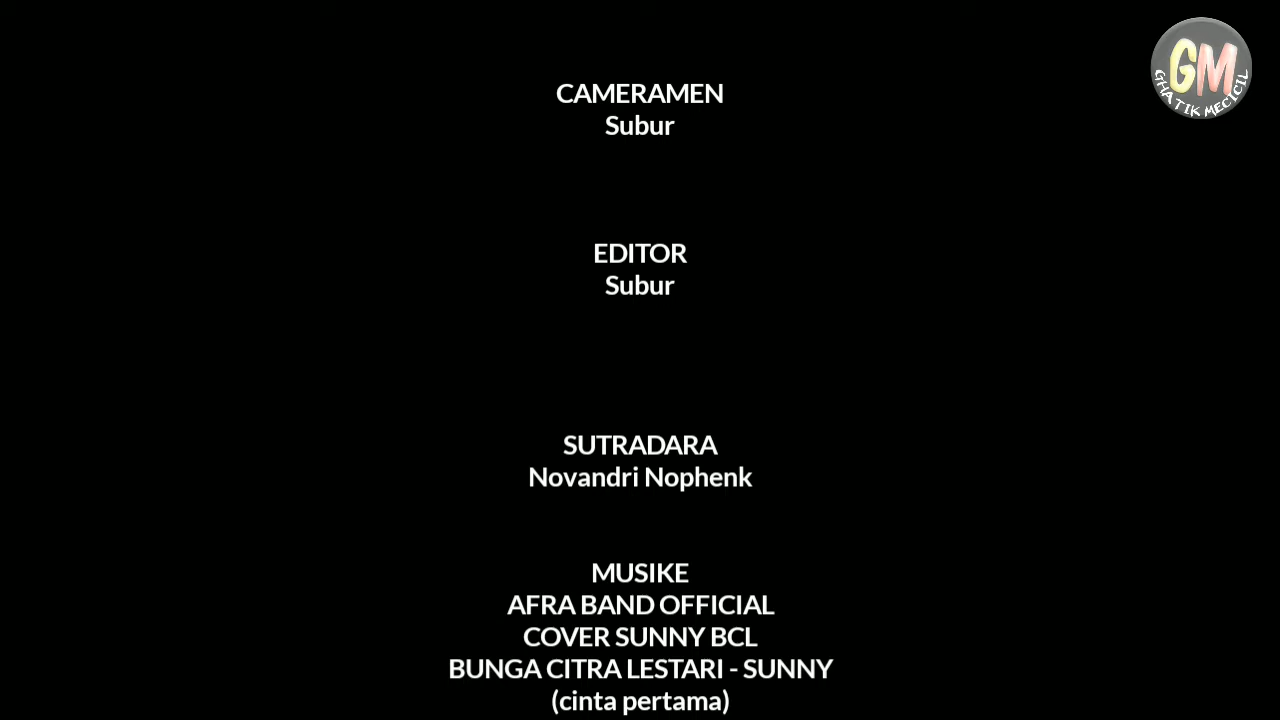 GM
GHATIK MECICIL
CAMERAMEN
Subur
EDITOR
Subur
SUTRADARA
Novandri Nophenk
MUSIKE
AFRA BAND OFFICIAL
COVER SUNNY BCL
BUNGA CITRA LESTARI - SUNNY
(cinta pertama)